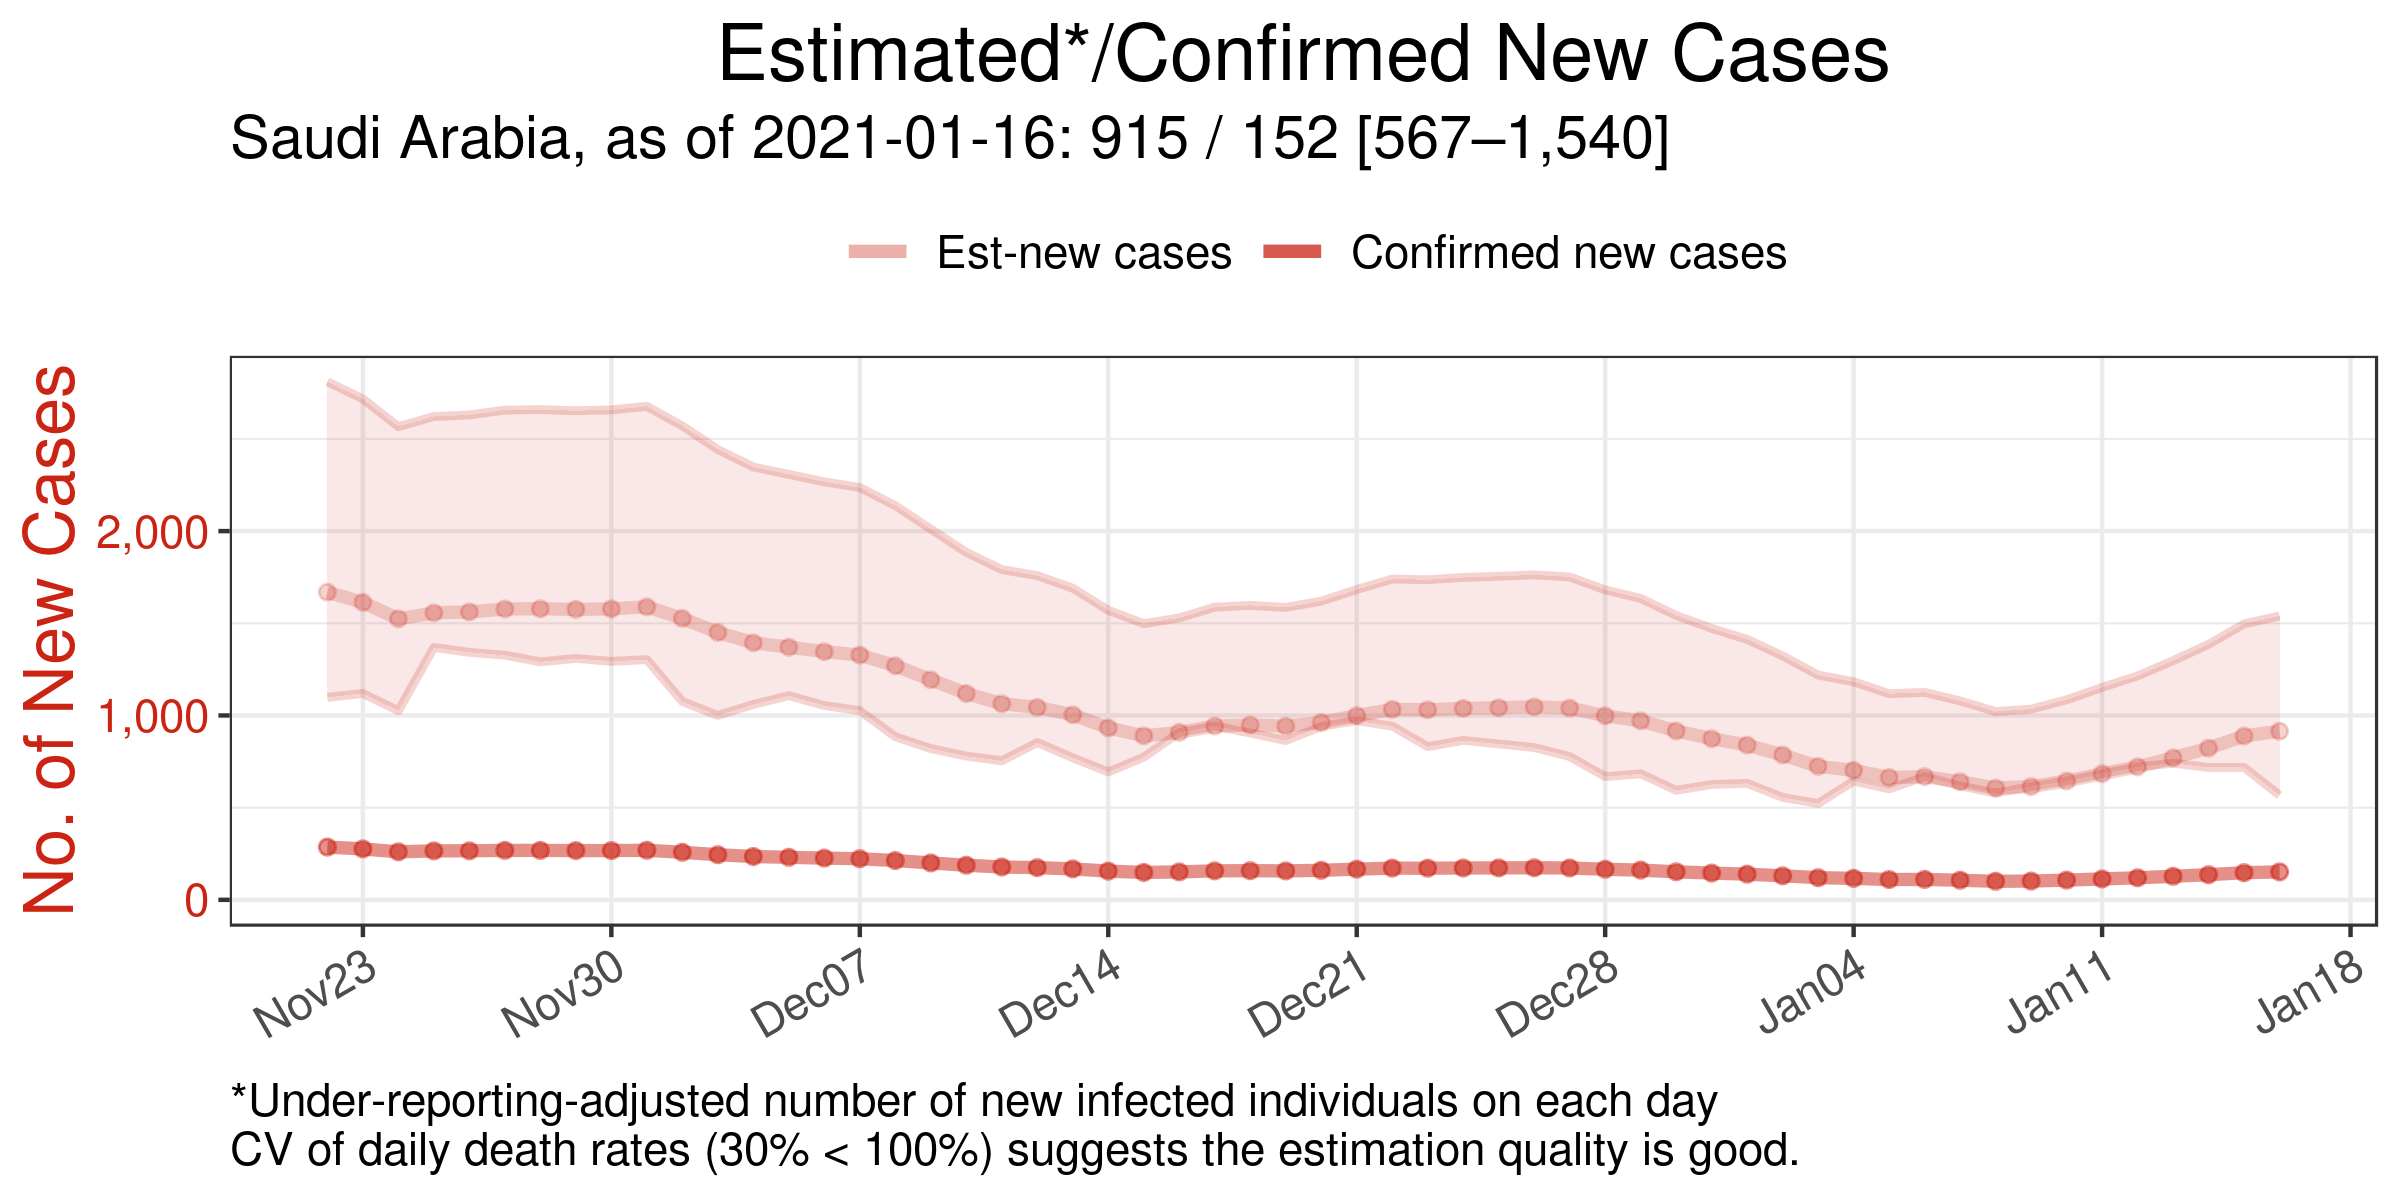 Estimated*/Confirmed New Cases
Saudi Arabia, as of 2021-01-16: 915 / 152 [567–1,540]
Est-new cases
Confirmed new cases
No. of New Cases
2,000
1,000
0
Nov23
Nov30
Dec07
Dec14
Dec21
Dec28
Jan04
Jan11
Jan18
*Under-reporting-adjusted number of new infected individuals on each day
CV of daily death rates (30% < 100%) suggests the estimation quality is good.